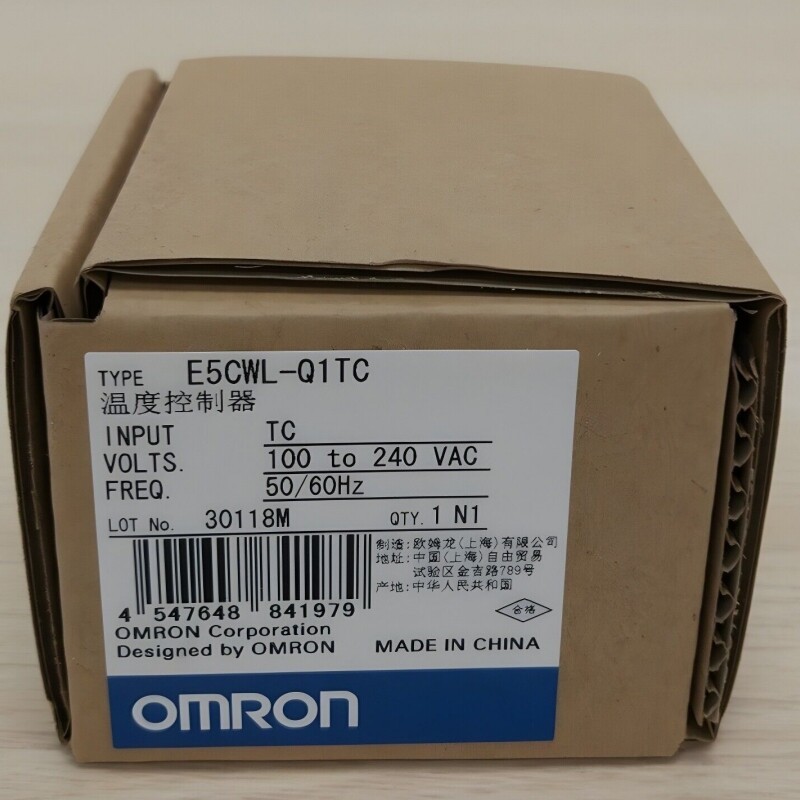 TYPE E5CWL-Q1TC
温度控制器
INPUT TC
VOLTS. 100 to 240 VAC
FREQ. 50/60Hz
LOT No. 30118M QTY. 1 N1
制造:欧姆龙(上海)有限公司
地址:中国(上海)自由贸易
试验区金吉路789号
产地:中华人民共和国
4 547648 841979
合格
OMRON Corporation
Designed by OMRON MADE IN CHINA
OMRON